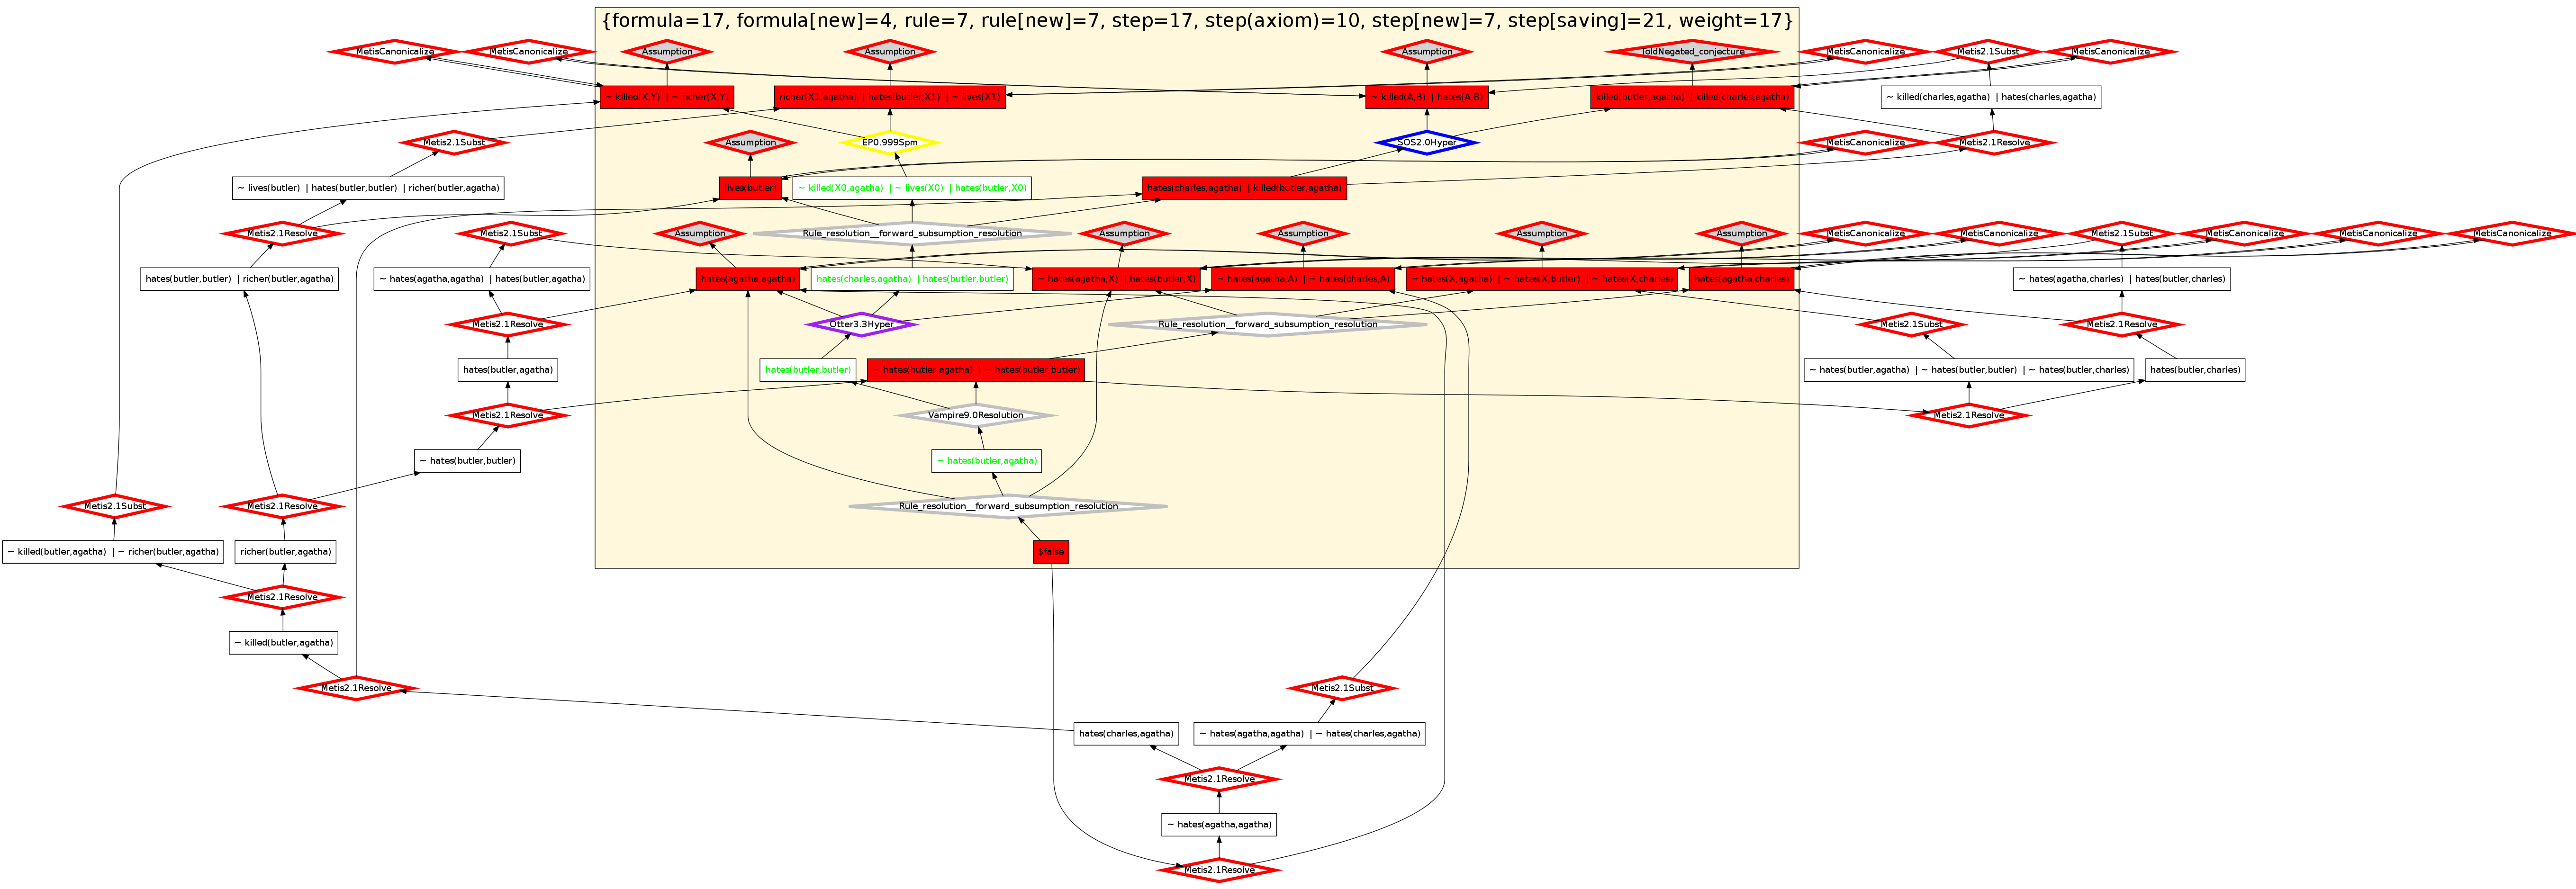 {formula=17, formula[new]=4, rule=7, rule[new]=7, step=17, step(axiom)=10, step[new]=7, step[saving]=21, weight=17}
MetisCanonicalize
MetisCanonicalize
Assumption
Assumption
Assumption
ToldNegated_conjecture
MetisCanonicalize
Metis2.1Subst
MetisCanonicalize
~ killed(X,Y) | ~ richer(X,Y)
richer(X1,agatha) | hates(butler,X1) | ~ lives(X1)
~ killed(A,B) | hates(A,B)
killed(butler,agatha) | killed(charles,agatha)
~ killed(charles,agatha) | hates(charles,agatha)
Metis2.1Subst
Assumption
EP0.999Spm
SOS2.0Hyper
MetisCanonicalize
Metis2.1Resolve
~ lives(butler) | hates(butler,butler) | richer(butler,agatha)
lives(butler)
~ killed(X0,agatha) | ~ lives(X0) | hates(butler,X0)
hates(charles,agatha) | killed(butler,agatha)
Metis2.1Resolve
Metis2.1Subst
Assumption
Rule_resolution__forward_subsumption_resolution
Assumption
Assumption
Assumption
Assumption
MetisCanonicalize
MetisCanonicalize
Metis2.1Subst
MetisCanonicalize
MetisCanonicalize
MetisCanonicalize
hates(butler,butler) | richer(butler,agatha)
~ hates(agatha,agatha) | hates(butler,agatha)
hates(agatha,agatha)
hates(charles,agatha) | hates(butler,butler)
~ hates(agatha,X) | hates(butler,X)
~ hates(agatha,A) | ~ hates(charles,A)
~ hates(X,agatha) | ~ hates(X,butler) | ~ hates(X,charles)
hates(agatha,charles)
~ hates(agatha,charles) | hates(butler,charles)
Metis2.1Resolve
Otter3.3Hyper
Rule_resolution__forward_subsumption_resolution
Metis2.1Subst
Metis2.1Resolve
hates(butler,agatha)
hates(butler,butler)
~ hates(butler,agatha) | ~ hates(butler,butler)
~ hates(butler,agatha) | ~ hates(butler,butler) | ~ hates(butler,charles)
hates(butler,charles)
Metis2.1Resolve
Vampire9.0Resolution
Metis2.1Resolve
~ hates(butler,butler)
~ hates(butler,agatha)
Metis2.1Subst
Metis2.1Resolve
Rule_resolution__forward_subsumption_resolution
~ killed(butler,agatha) | ~ richer(butler,agatha)
richer(butler,agatha)
$false
Metis2.1Resolve
~ killed(butler,agatha)
Metis2.1Resolve
Metis2.1Subst
hates(charles,agatha)
~ hates(agatha,agatha) | ~ hates(charles,agatha)
Metis2.1Resolve
~ hates(agatha,agatha)
Metis2.1Resolve